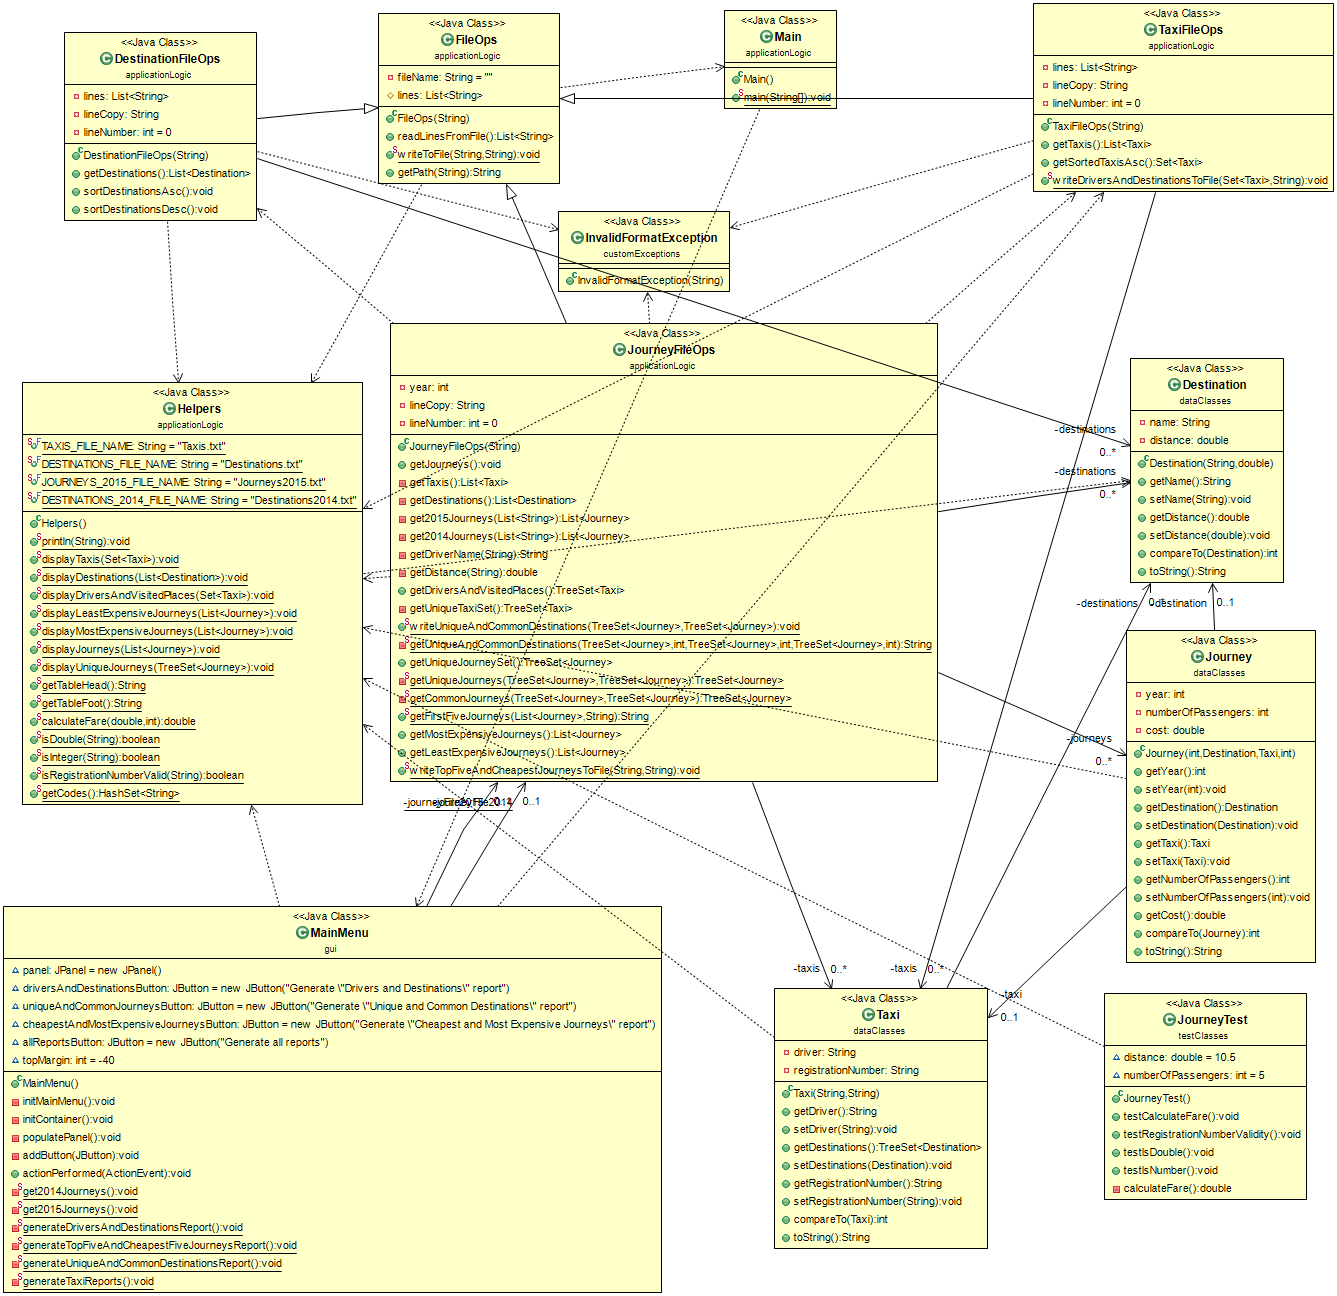 <<Java Class>>
DestinationFileOps
applicationLogic
lines: List<String>
lineCopy: String
lineNumber: int = 0
DestinationFileOps(String)
getDestinations():List<Destination>
sortDestinationsAsc():void
sortDestinationsDesc():void
<<Java Class>>
FileOps
applicationLogic
fileName: String = ""
lines: List<String>
FileOps(String)
readLinesFromFile():List<String>
writeToFile(String,String):void
getPath(String):String
<<Java Class>>
Main
applicationLogic
Main()
main(String[]):void
<<Java Class>>
TaxiFileOps
applicationLogic
lines: List<String>
lineCopy: String
lineNumber: int = 0
TaxiFileOps(String)
getTaxis():List<Taxi>
getSortedTaxisAsc():Set<Taxi>
writeDriversAndDestinationsToFile(Set<Taxi>,String):void
<<Java Class>>
InvalidFormatException
customExceptions
InvalidFormatException(String)
<<Java Class>>
Helpers
applicationLogic
TAXIS_FILE_NAME: String = "Taxis.txt"
DESTINATIONS_FILE_NAME: String = "Destinations.txt"
JOURNEYS_2015_FILE_NAME: String = "Journeys2015.txt"
DESTINATIONS_2014_FILE_NAME: String = "Destinations2014.txt"
Helpers()
println(String):void
displayTaxis(Set<Taxi>):void
displayDestinations(List<Destination>):void
displayDriversAndVisitedPlaces(Set<Taxi>):void
displayLeastExpensiveJourneys(List<Journey>):void
displayMostExpensiveJourneys(List<Journey>):void
displayJourneys(List<Journey>):void
displayUniqueJourneys(TreeSet<Journey>):void
getTableHead():String
getTableFoot():String
calculateFare(double,int):double
isDouble(String):boolean
isInteger(String):boolean
isRegistrationNumberValid(String):boolean
getCodes():HashSet<String>
<<Java Class>>
JourneyFileOps
applicationLogic
year: int
lineCopy: String
lineNumber: int = 0
JourneyFileOps(String)
getJourneys():void
getTaxis():List<Taxi>
getDestinations():List<Destination>
get2015Journeys(List<String>):List<Journey>
get2014Journeys(List<String>):List<Journey>
getDriverName(String):String
getDistance(String):double
getDriversAndVisitedPlaces():TreeSet<Taxi>
getUniqueTaxiSet():TreeSet<Taxi>
writeUniqueAndCommonDestinations(TreeSet<Journey>,TreeSet<Journey>):void
getUniqueAndCommonDestinations(TreeSet<Journey>,int,TreeSet<Journey>,int,TreeSet<Journey>,int):String
getUniqueJourneySet():TreeSet<Journey>
getUniqueJourneys(TreeSet<Journey>,TreeSet<Journey>):TreeSet<Journey>
getCommonJourneys(TreeSet<Journey>,TreeSet<Journey>):TreeSet<Journey>
getFirstFiveJourneys(List<Journey>,String):String
getMostExpensiveJourneys():List<Journey>
getLeastExpensiveJourneys():List<Journey>
writeTopFiveAndCheapestJourneysToFile(String,String):void
<<Java Class>>
Destination
dataClasses
name: String
distance: double
Destination(String,double)
getName():String
setName(String):void
getDistance():double
setDistance(double):void
compareTo(Destination):int
toString():String
-destinations
0..*
-destinations
0..*
-destinations
-destination
0..1
<<Java Class>>
Journey
dataClasses
year: int
numberOfPassengers: int
cost: double
Journey(int,Destination,Taxi,int)
getYear():int
setYear(int):void
getDestination():Destination
setDestination(Destination):void
getTaxi():Taxi
setTaxi(Taxi):void
getNumberOfPassengers():int
setNumberOfPassengers(int):void
getCost():double
compareTo(Journey):int
toString():String
-journeys
0..*
0..1
<<Java Class>>
MainMenu
gui
panel: JPanel = new JPanel()
driversAndDestinationsButton: JButton = new JButton("Generate \"Drivers and Destinations\" report")
uniqueAndCommonJourneysButton: JButton = new JButton("Generate \"Unique and Common Destinations\" report")
cheapestAndMostExpensiveJourneysButton: JButton = new JButton("Generate \"Cheapest and Most Expensive Journeys\" report")
allReportsButton: JButton = new JButton("Generate all reports")
topMargin: int = -40
MainMenu()
initMainMenu():void
initContainer():void
populatePanel():void
addButton(JButton):void
actionPerformed(ActionEvent):void
get2014Journeys():void
get2015Journeys():void
generateDriversAndDestinationsReport():void
generateTopFiveAndCheapestFiveJourneysReport():void
generateUniqueAndCommonDestinationsReport():void
generateTaxiReports():void
-taxis 0..*
-taxis 0..*
-taxi
0..1
<<Java Class>>
Taxi
dataClasses
driver: String
registrationNumber: String
Taxi(String,String)
getDriver():String
setDriver(String):void
getDestinations():TreeSet<Destination>
setDestinations(Destination):void
getRegistrationNumber():String
setRegistrationNumber(String):void
compareTo(Taxi):int
toString():String
<<Java Class>>
JourneyTest
testClasses
distance: double = 10.5
numberOfPassengers: int = 5
JourneyTest()
testCalculateFare():void
testRegistrationNumberValidity():void
testIsDouble():void
testIsNumber():void
calculateFare():double